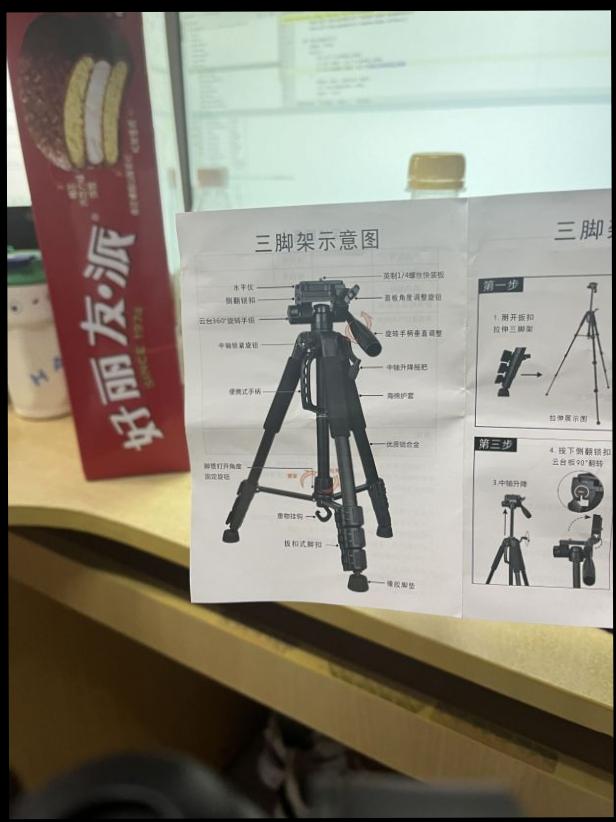 好丽友·派
SINCE 1974
三脚架示意图
水平仪
侧翻锁扣
云台360°旋转手钮
中轴锁紧旋钮
便携式手柄
脚管打开角度
固定旋钮
重物挂钩
扳扣式脚扣
英制1/4螺丝快装板
直板角度调整旋钮
旋转手柄垂直调整
中轴升降摇把
海绵护套
优质铝合金
橡胶脚垫
三脚
第一步
1.掰开扳扣
拉伸三脚架
拉伸展示图
第三步
3.中轴升降
4.按下侧翻锁扣
云台板90°翻转